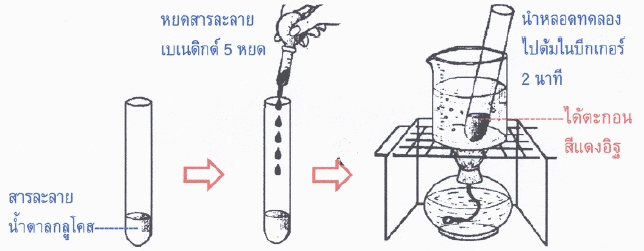 หยดสารละลาย
เบเนดิกต์ 5 หยด
นำหลอดทดลอง
ไปต้มในบีกเกอร์
2 นาที
ได้ตะกอน
สีแดงอิฐ
สารละลาย
น้ำตาลกลูโคส